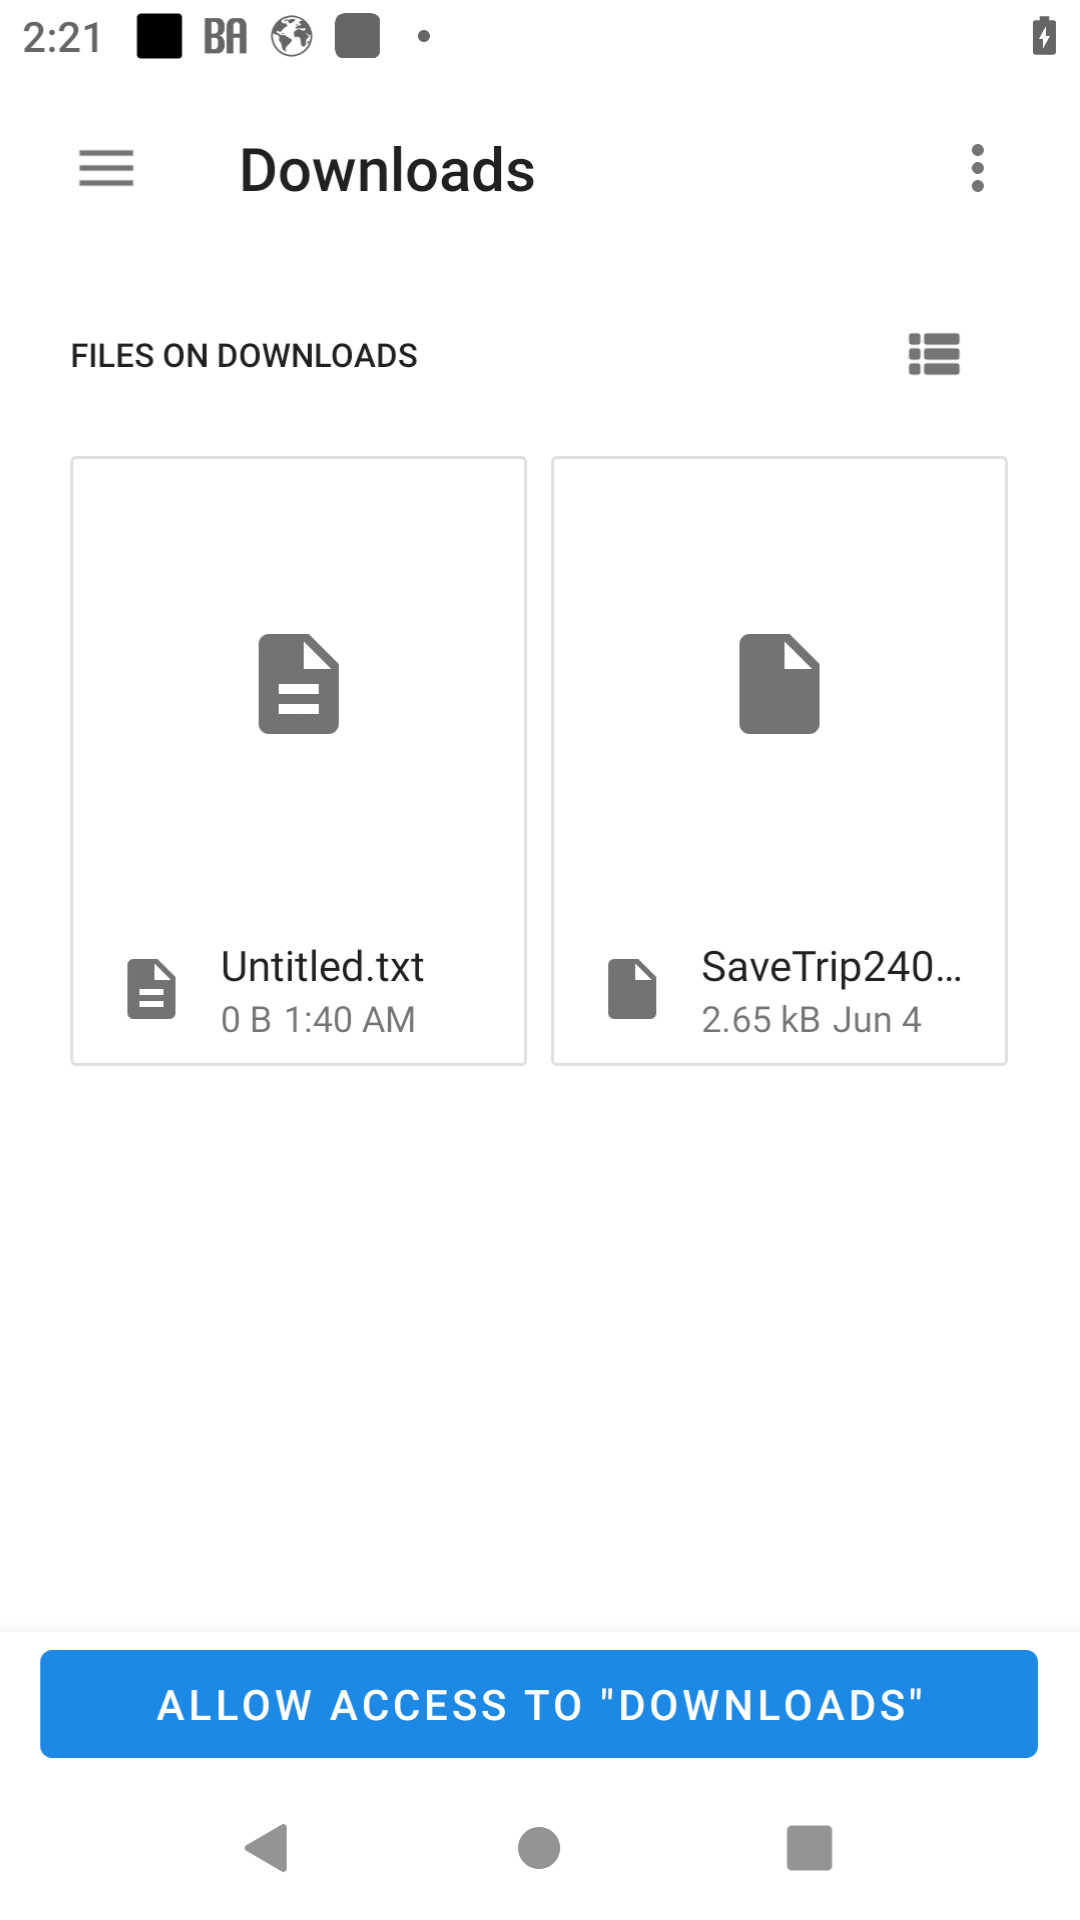 2:21 BA
Downloads
FILES ON DOWNLOADS
Untitled.txt
0 B 1:40 AM
SaveTrip240...
2.65 kB Jun 4
ALLOW ACCESS TO "DOWNLOADS"